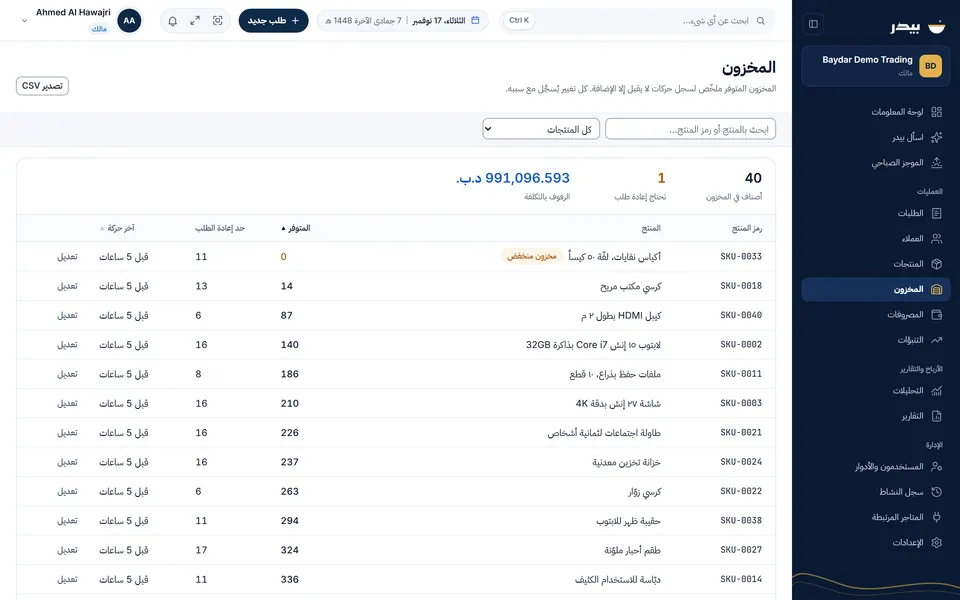 بيدر
Baydar Demo Trading
مالك
BD
لوحة المعلومات
اسأل بيدر
الموجز الصباحي
العمليات
الطلبات
العملاء
المنتجات
المخزون
المصروفات
التنبؤات
الأرباح والتقارير
التحليلات
التقارير
الإدارة
المستخدمون والأدوار
سجل النشاط
المتاجر المرتبطة
الإعدادات
ابحث عن أي شيء... Ctrl K
الثلاثاء، 17 نوفمبر | 7 جمادى الآخرة 1448 هـ
+ طلب جديد
AA
Ahmed Al Hawajri
مالك
المخزون
المخزون المتوفر ملخّص لسجل حركات لا يقبل إلا الإضافة. كل تغيير يُسجَّل مع سببه.
تصدير CSV
ابحث بالمنتج أو رمز المنتج...
كل المنتجات
40
أصناف في المخزون
1
تحتاج إعادة طلب
991,096.593 د.ب.
الرفوف بالتكلفة
رمز المنتج المنتج المتوفر ▲ حد إعادة الطلب آخر حركة
SKU-0033 أكياس نفايات، لفّة ٥٠ كيساً مخزون منخفض 0 11 قبل 5 ساعات تعديل
SKU-0018 كرسي مكتب مريح 14 13 قبل 5 ساعات تعديل
SKU-0040 كيبل HDMI بطول ٢ م 87 6 قبل 5 ساعات تعديل
SKU-0002 لابتوب ١٥ إنش Core i7 بذاكرة 32GB 140 16 قبل 5 ساعات تعديل
SKU-0011 ملفات حفظ بذراع، ١٠ قطع 186 8 قبل 5 ساعات تعديل
SKU-0003 شاشة ٢٧ إنش بدقة 4K 210 16 قبل 5 ساعات تعديل
SKU-0021 طاولة اجتماعات لثمانية أشخاص 226 16 قبل 5 ساعات تعديل
SKU-0024 خزانة تخزين معدنية 237 16 قبل 5 ساعات تعديل
SKU-0022 كرسي زوّار 263 6 قبل 5 ساعات تعديل
SKU-0038 حقيبة ظهر للابتوب 294 11 قبل 5 ساعات تعديل
SKU-0027 طقم أحبار ملوّنة 324 17 قبل 5 ساعات تعديل
SKU-0014 دبّاسة للاستخدام الكثيف 336 11 قبل 5 ساعات تعديل